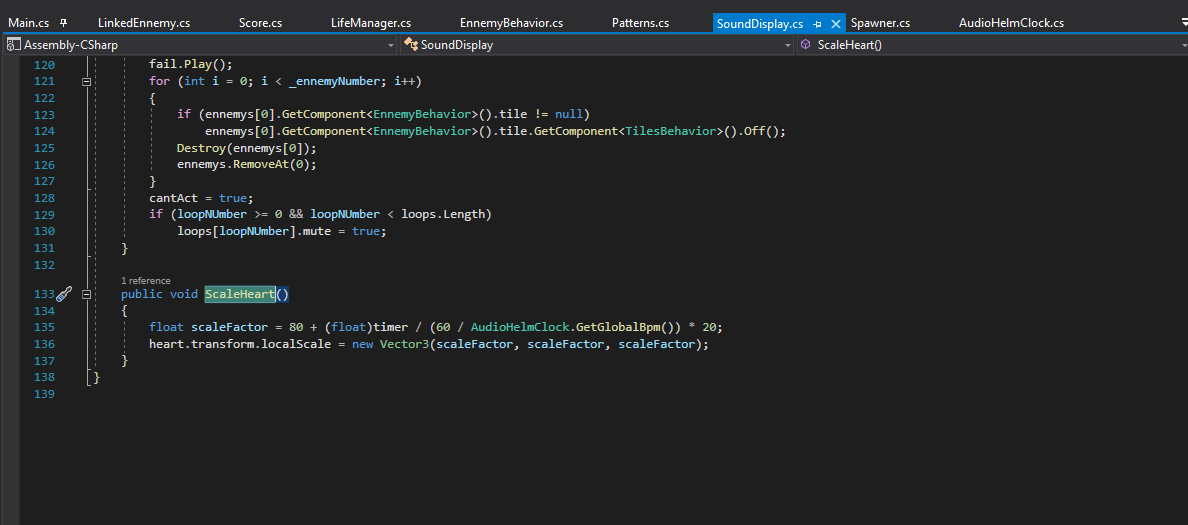 Main.cs LinkedEnnemy.cs Score.cs LifeManager.cs EnnemyBehavior.cs Patterns.cs SoundDisplay.cs Spawner.cs AudioHelmClock.cs
Assembly-CSharp SoundDisplay ScaleHeart()
120 fail.Play();
121 for (int i = 0; i < _ennemyNumber; i++)
122 {
123 if (ennemys[0].GetComponent<EnnemyBehavior>().tile != null)
124 ennemys[0].GetComponent<EnnemyBehavior>().tile.GetComponent<TilesBehavior>().Off();
125 Destroy(ennemys[0]);
126 ennemys.RemoveAt(0);
127 }
128 cantAct = true;
129 if (loopNUmber >= 0 && loopNUmber < loops.Length)
130 loops[loopNUmber].mute = true;
131 }
132
1 reference
133 public void ScaleHeart()
134 {
135 float scaleFactor = 80 + (float)timer / (60 / AudioHelmClock.GetGlobalBpm()) * 20;
136 heart.transform.localScale = new Vector3(scaleFactor, scaleFactor, scaleFactor);
137 }
138 }
139